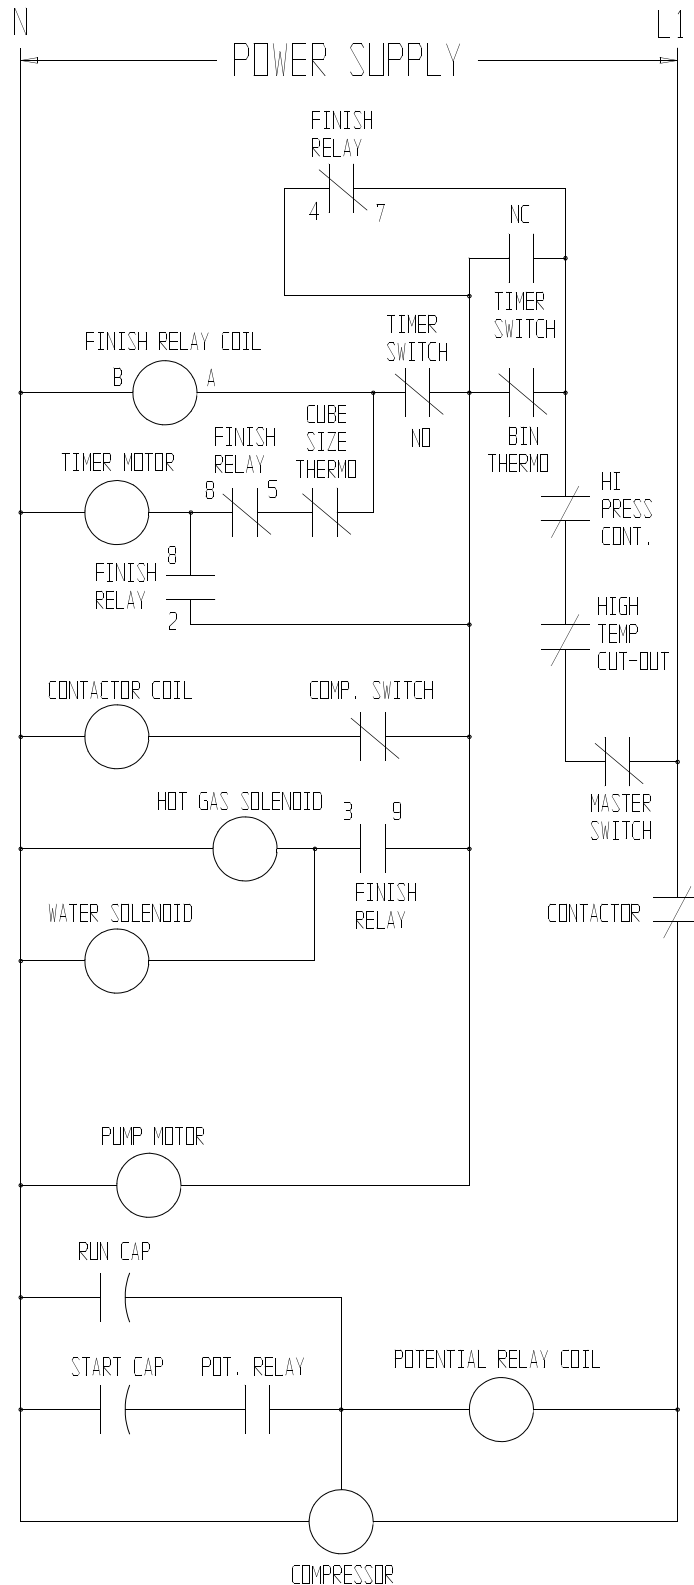 N
L1
POWER SUPPLY
FINISH
RELAY
4
7
NC
TIMER
SWITCH
TIMER
SWITCH
NO
FINISH RELAY COIL
B
A
BIN
THERMO
CUBE
SIZE
THERMO
FINISH
RELAY
8
5
TIMER MOTOR
HI
PRESS
CONT.
8
FINISH
RELAY
2
HIGH
TEMP
CUT-OUT
CONTACTOR COIL
COMP. SWITCH
HOT GAS SOLENOID
3
9
FINISH
RELAY
MASTER
SWITCH
WATER SOLENOID
CONTACTOR
PUMP MOTOR
RUN CAP
START CAP
POT. RELAY
POTENTIAL RELAY COIL
COMPRESSOR